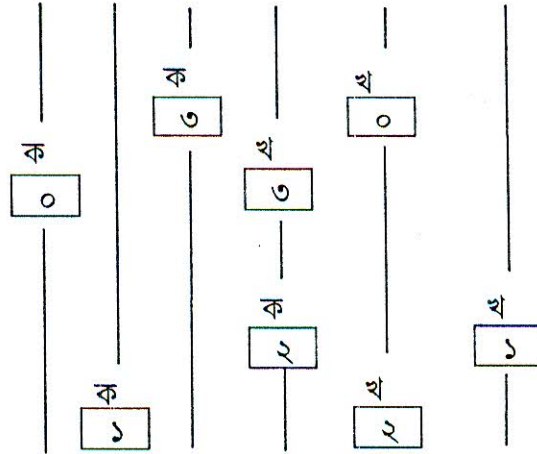 ০ ক
১ ক
৩ ক
২ ক ৩ খ
২ খ ০ খ
১ খ